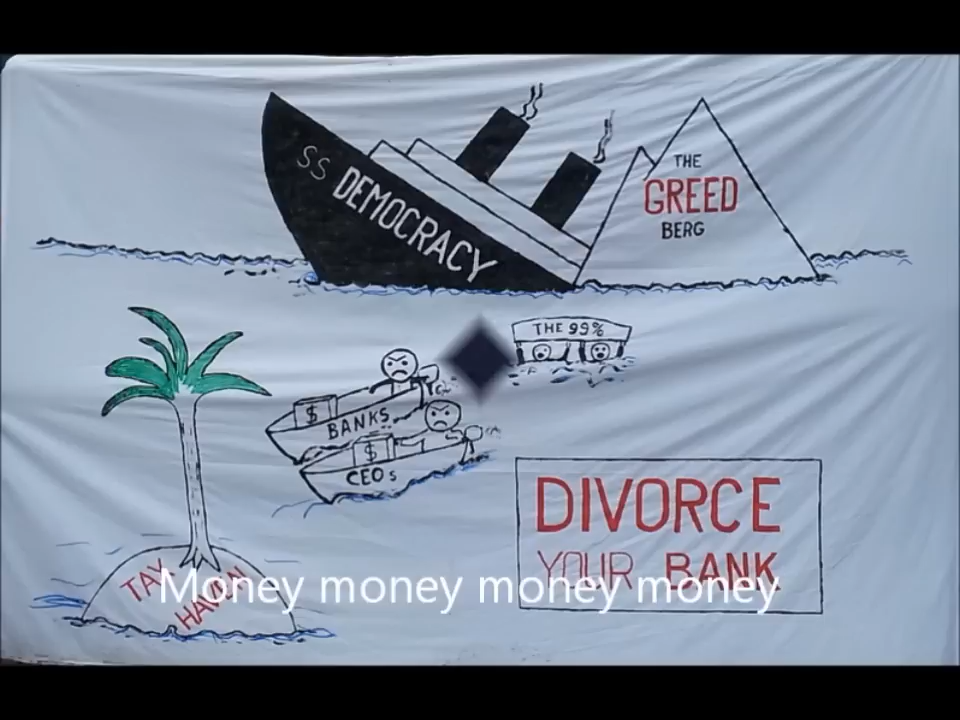 SS DEMOCRACY
THE
GREED
BERG
THE 99%
$
BANKS
$
CEOs
DIVORCE
YOUR BANK
TAX
HAVEN
Money money money money